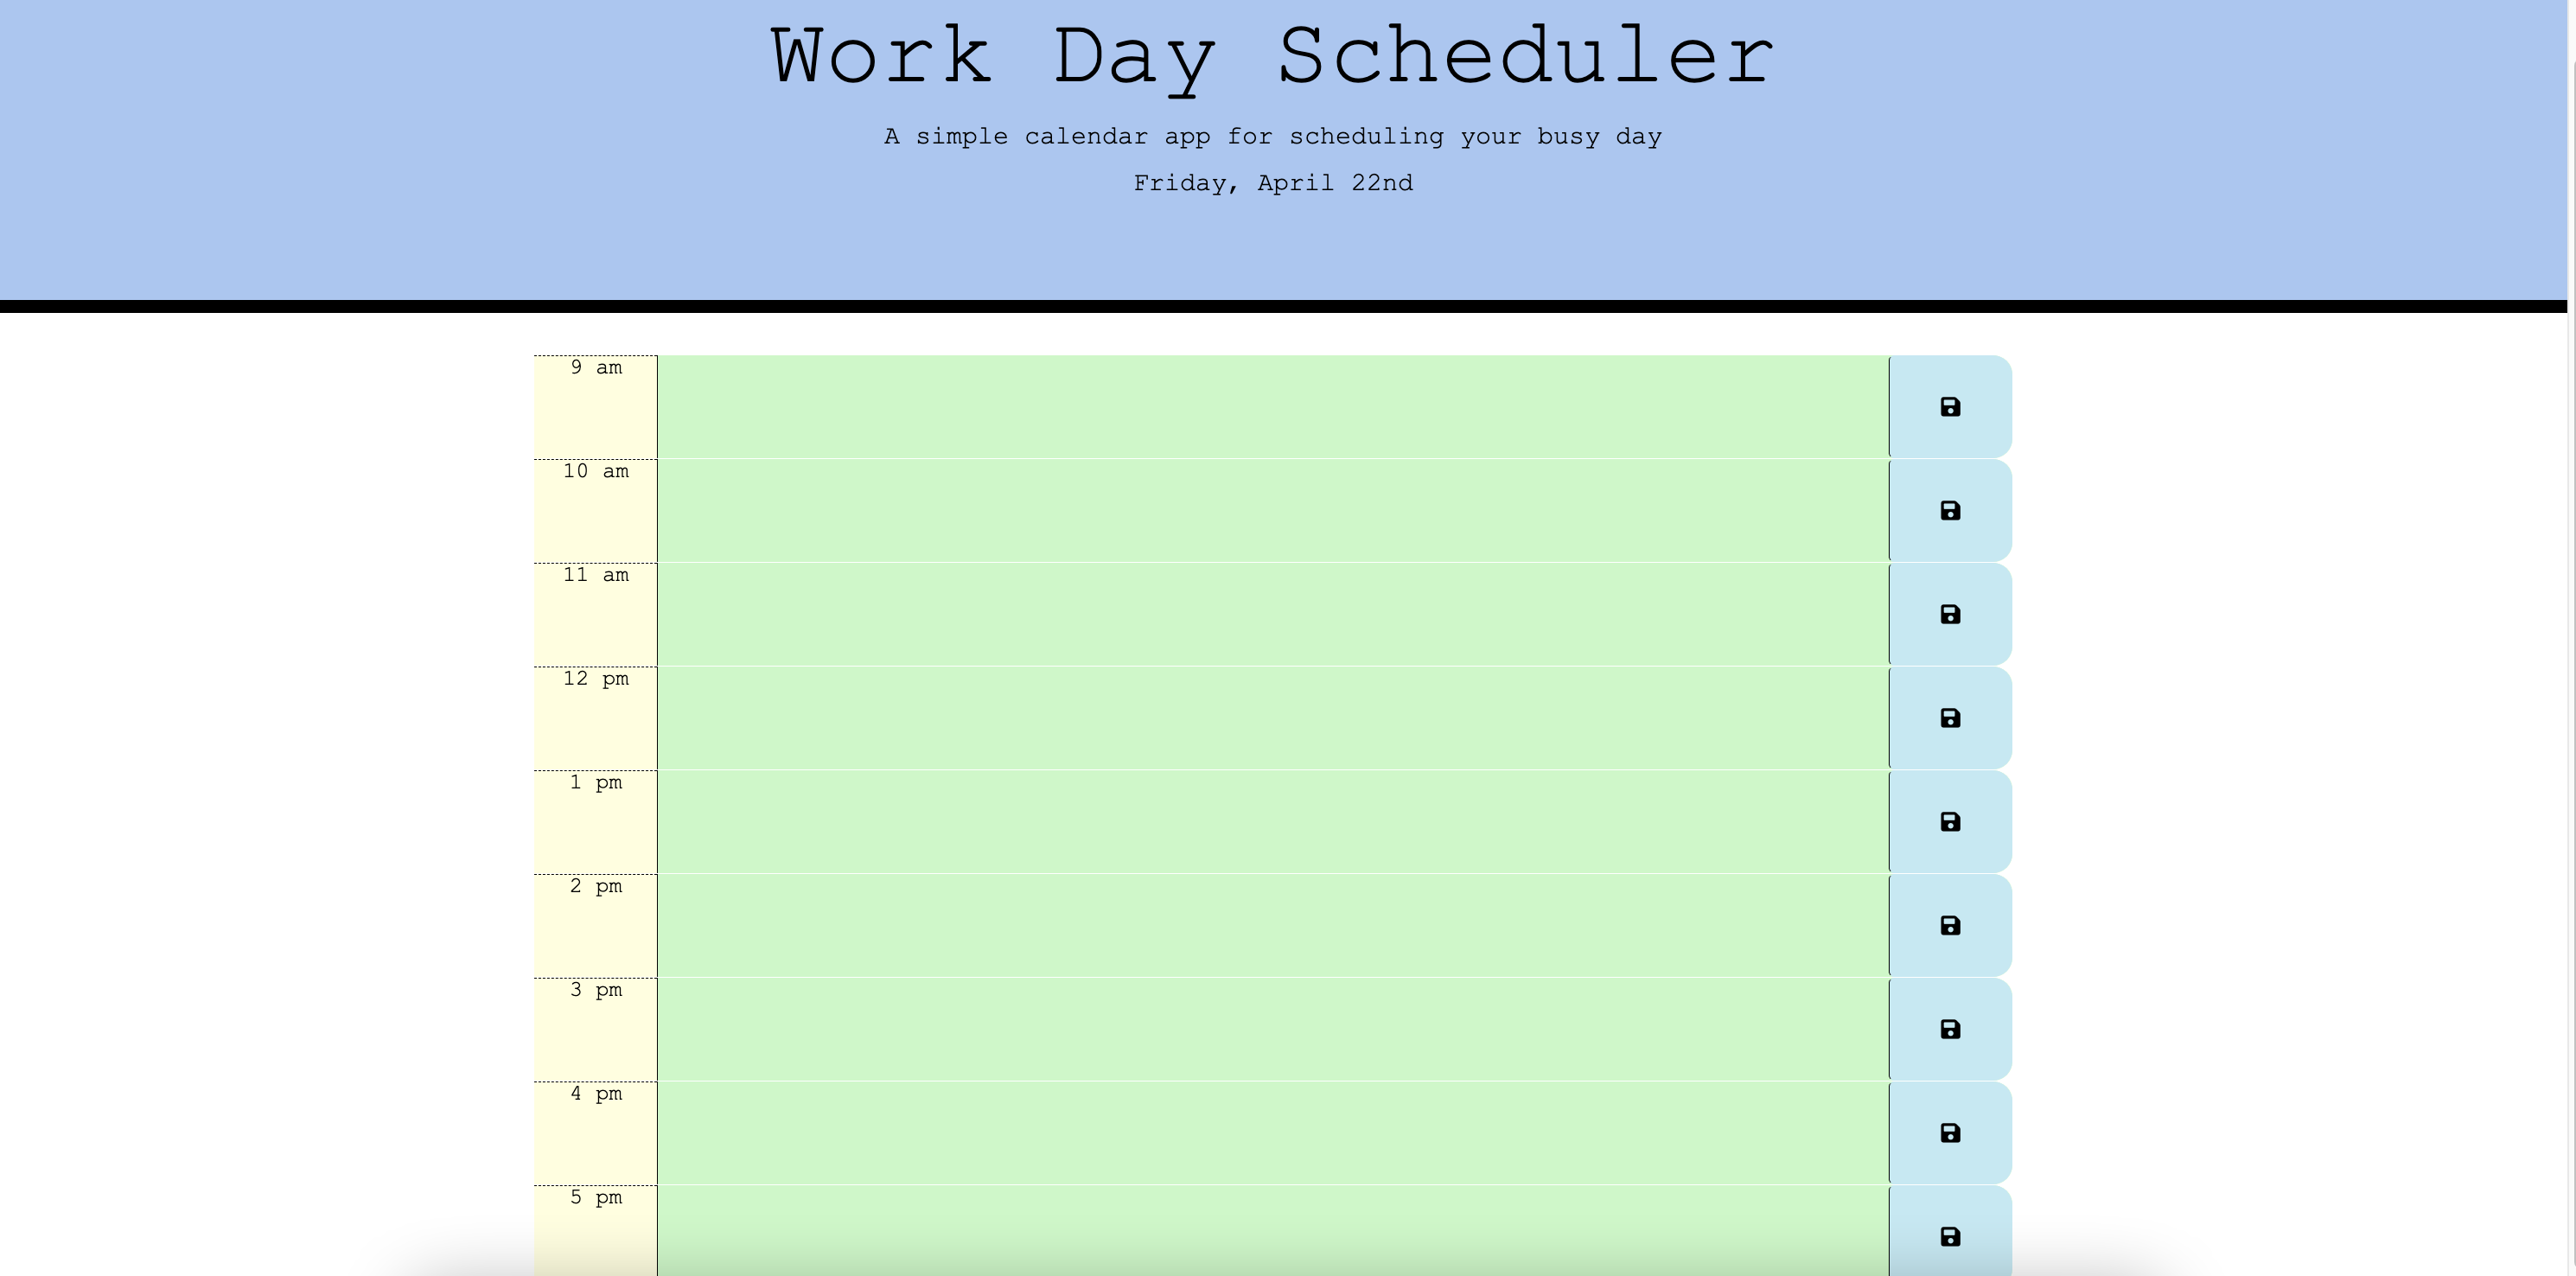 Work Day Scheduler
A simple calendar app for scheduling your busy day
Friday, April 22nd
9 am
10 am
11 am
12 pm
1 pm
2 pm
3 pm
4 pm
5 pm